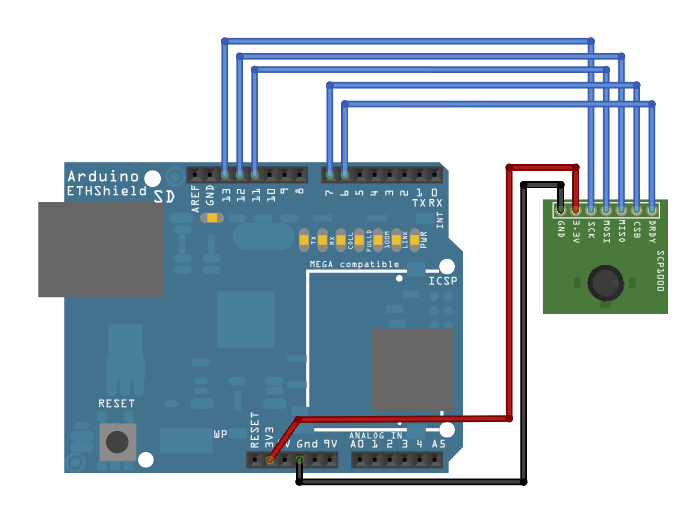 Arduino
ETHShield
SD
AREF
GND
13
12
11
10
9
8
7
6
5
4
3
2
1
0
TX
RX
INT
TX
RX
COLL
FULLD
100M
LINK
PWR
MEGA compatible
ICSP
GND
3.3V
SCK
MOSI
MISO
CSB
DRDY
SCP1000
RESET
WP
RESET
3V3
V
Gnd
9V
ANALOG IN
A0
1
2
3
4
A5